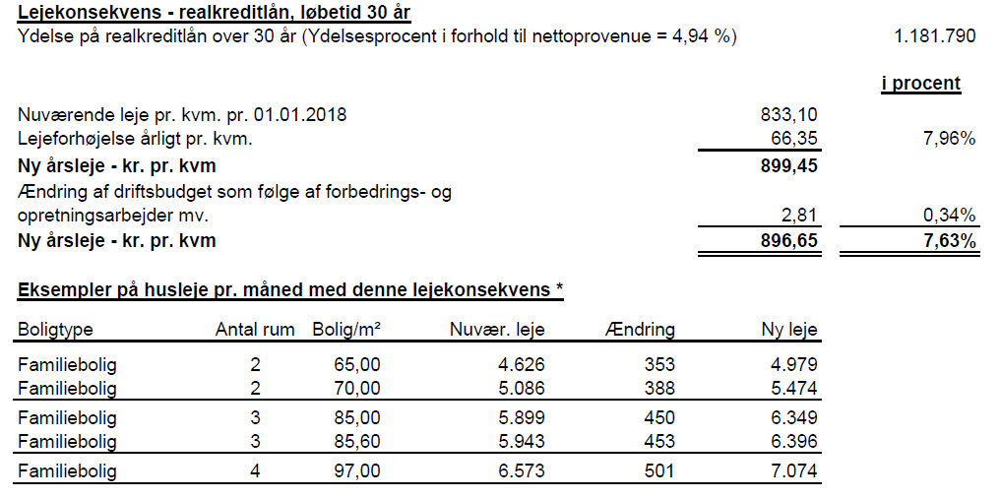 Lejekonsekvens - realkreditlån, løbetid 30 år
Ydelse på realkreditlån over 30 år (Ydelsesprocent i forhold til nettoprovenue = 4,94 %) 1.181.790
i procent
Nuværende leje pr. kvm. pr. 01.01.2018 833,10
Lejeforhøjelse årligt pr. kvm. 66,35 7,96%
Ny årsleje - kr. pr. kvm 899,45
Ændring af driftsbudget som følge af forbedrings- og
opretningsarbejder mv. 2,81 0,34%
Ny årsleje - kr. pr. kvm 896,65 7,63%
Eksempler på husleje pr. måned med denne lejekonsekvens *
Boligtype Antal rum Bolig/m² Nuvær. leje Ændring Ny leje
Familiebolig 2 65,00 4.626 353 4.979
Familiebolig 2 70,00 5.086 388 5.474
Familiebolig 3 85,00 5.899 450 6.349
Familiebolig 3 85,60 5.943 453 6.396
Familiebolig 4 97,00 6.573 501 7.074